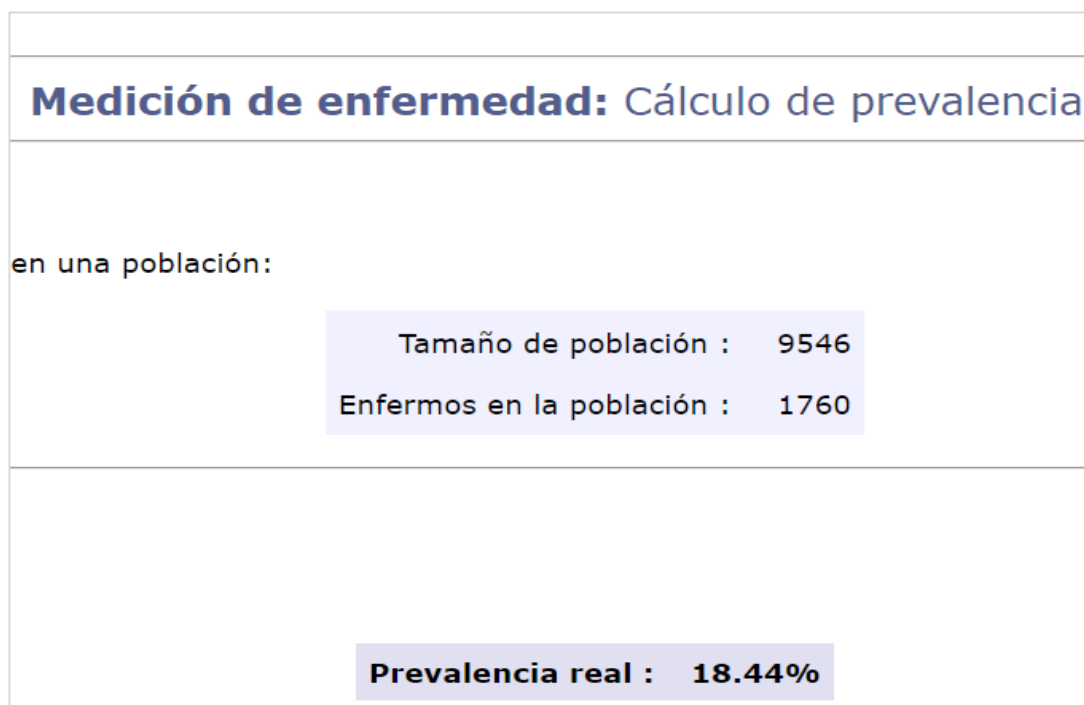 Medición de enfermedad: Cálculo de prevalencia
en una población:
Tamaño de población : 9546
Enfermos en la población : 1760
Prevalencia real : 18.44%